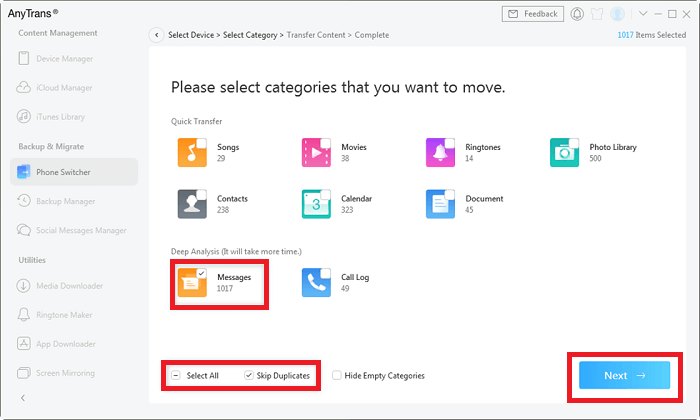 AnyTrans®
Feedback
Content Management
Device Manager
iCloud Manager
iTunes Library
Backup & Migrate
Phone Switcher
Backup Manager
Social Messages Manager
Utilities
Media Downloader
Ringtone Maker
App Downloader
Screen Mirroring
Select Device > Select Category > Transfer Content > Complete
1017 Items Selected
Please select categories that you want to move.
Quick Transfer
Songs
29
Movies
38
Ringtones
14
Photo Library
500
Contacts
238
3
Calendar
323
Document
45
Deep Analysis (It will take more time.)
Messages
1017
Call Log
49
Select All
Skip Duplicates
Hide Empty Categories
Next →